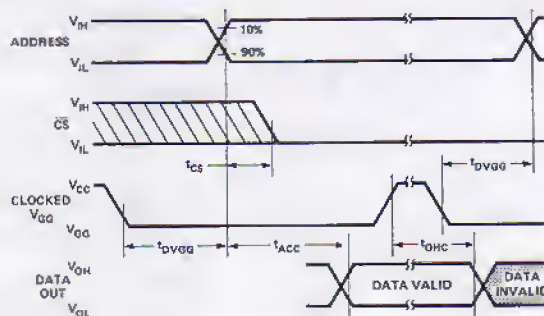 ADDRESS
VIH
10%
90%
VIL
CS
VIH
VIL
tCS
tDVGG
CLOCKED
VGG
VCC
VGG
tDVGG
tACC
tOHC
DATA
OUT
VOH
VOL
DATA VALID
DATA
INVALID